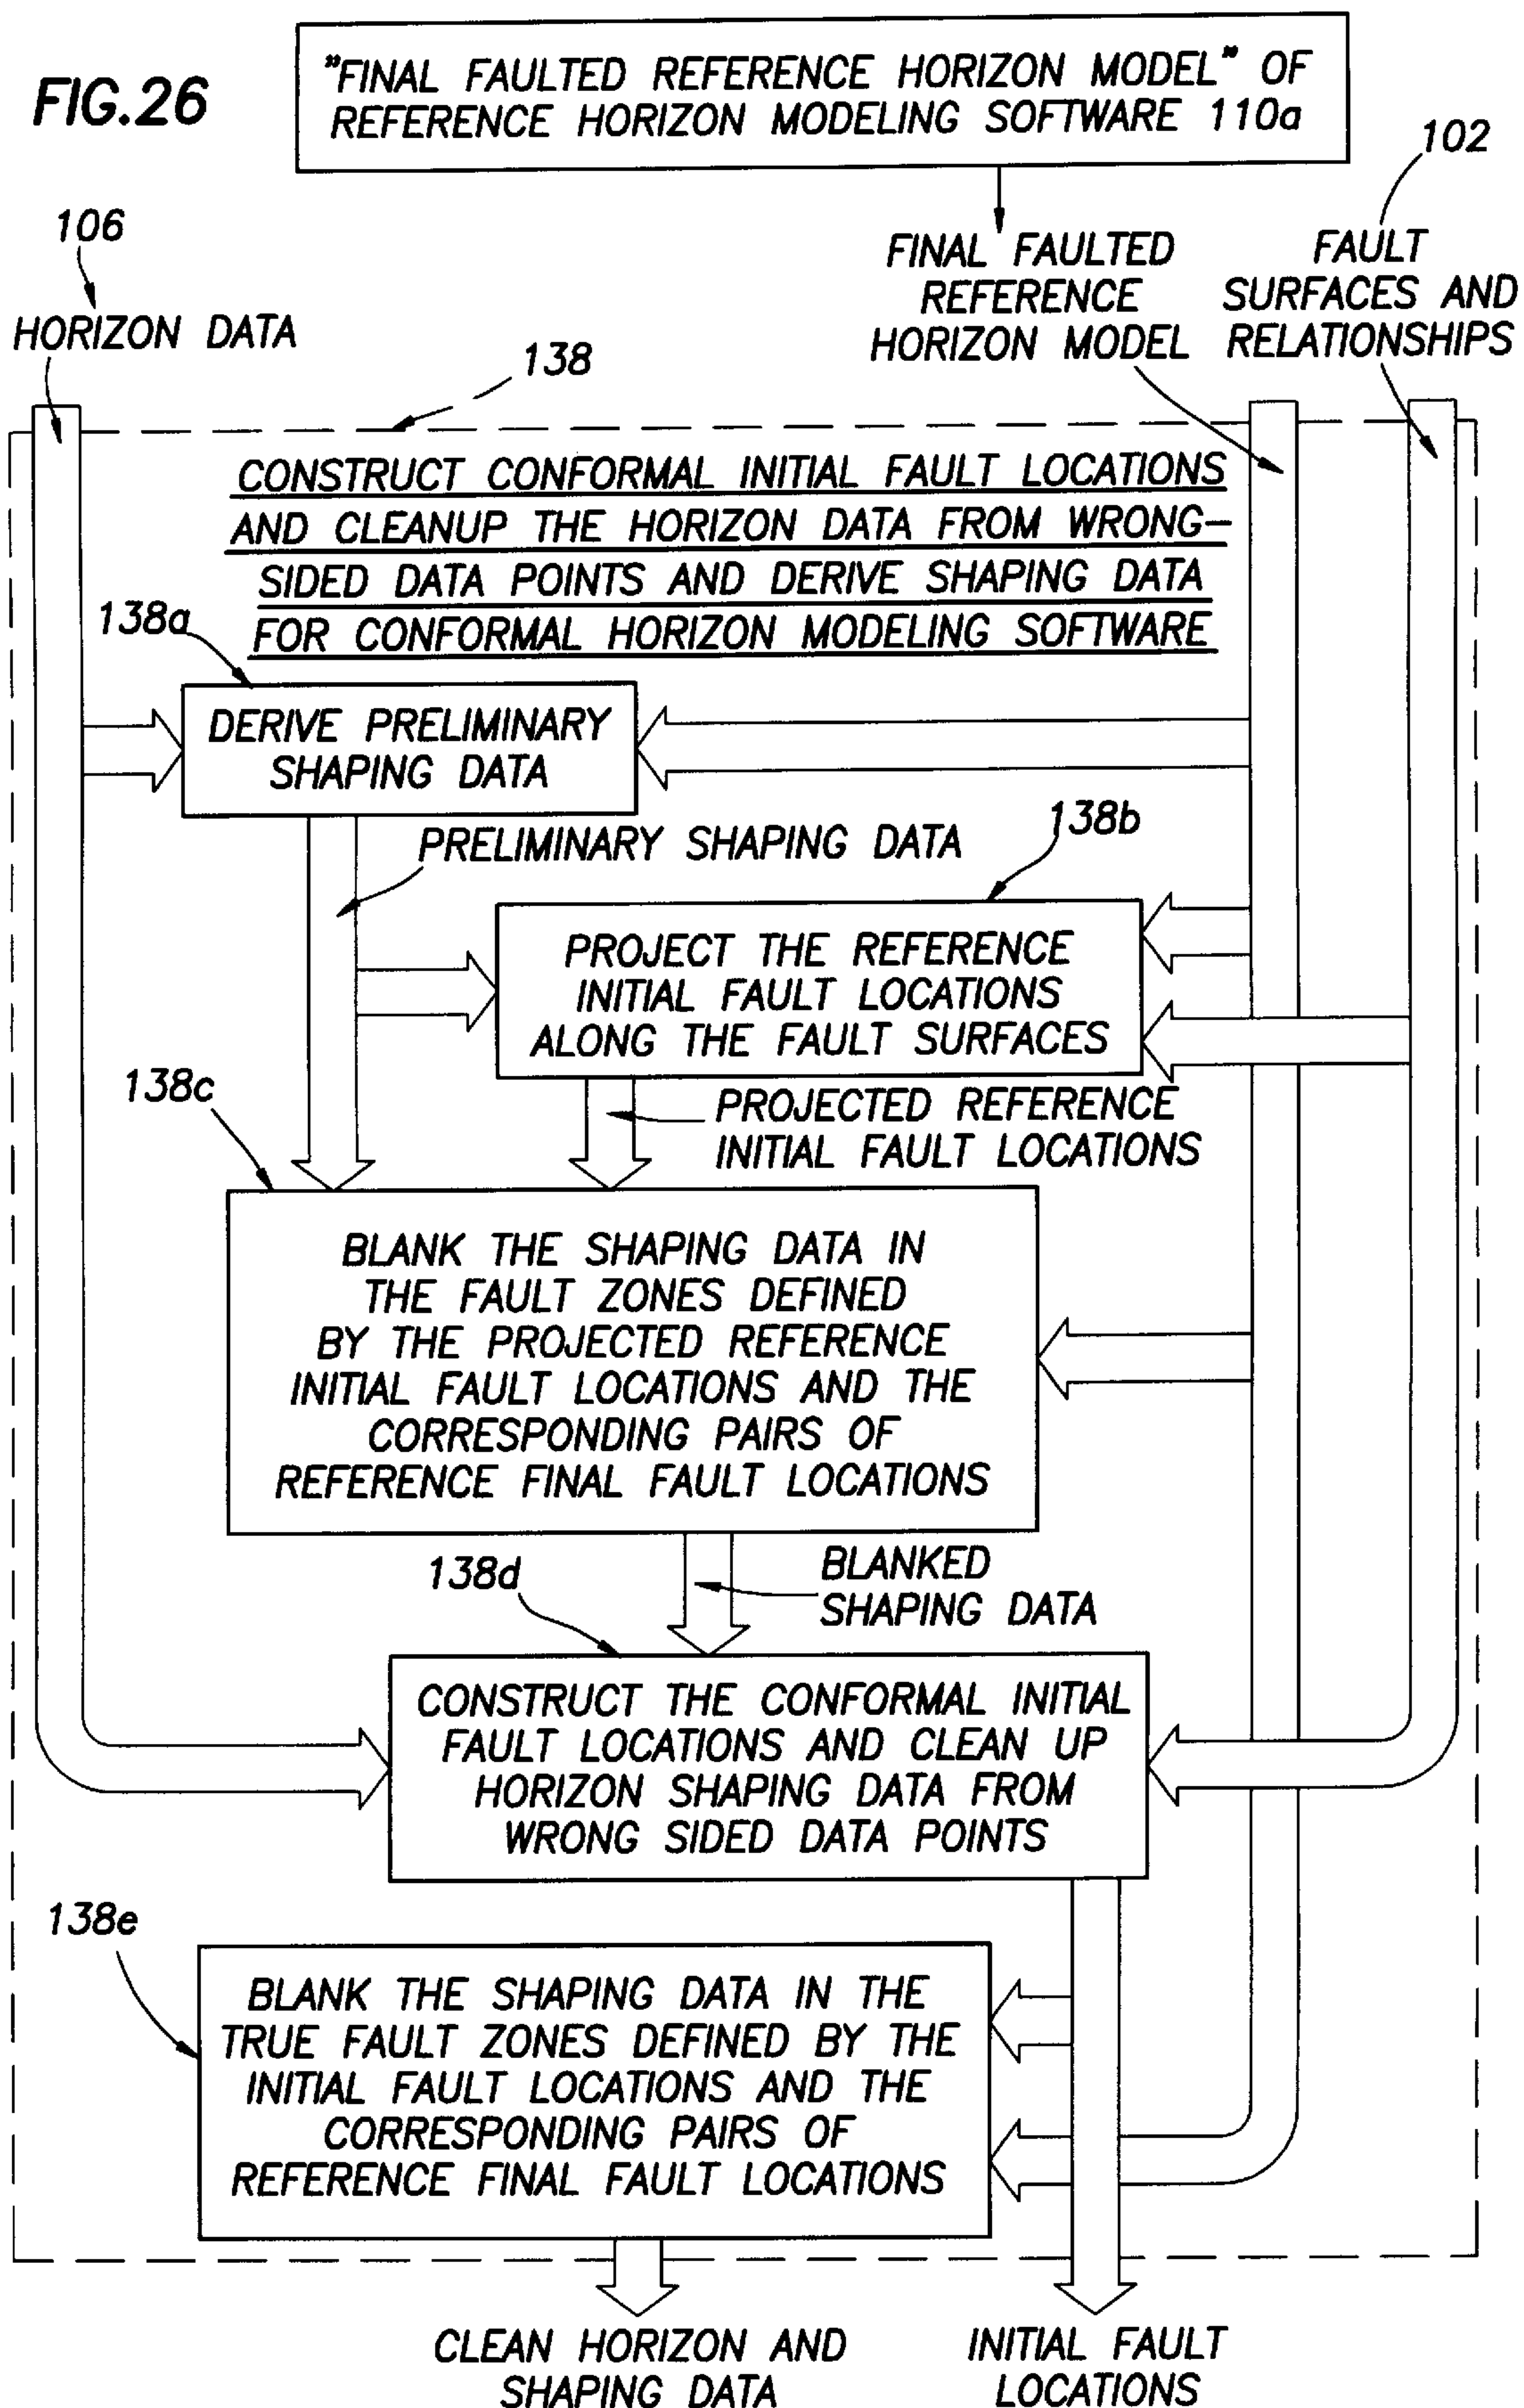 FIG.26
"FINAL FAULTED REFERENCE HORIZON MODEL" OF
REFERENCE HORIZON MODELING SOFTWARE 110a
102
106
FINAL FAULTED
REFERENCE
HORIZON MODEL
FAULT
SURFACES AND
RELATIONSHIPS
HORIZON DATA
138
CONSTRUCT CONFORMAL INITIAL FAULT LOCATIONS
AND CLEANUP THE HORIZON DATA FROM WRONG-
SIDED DATA POINTS AND DERIVE SHAPING DATA
FOR CONFORMAL HORIZON MODELING SOFTWARE
138a
DERIVE PRELIMINARY
SHAPING DATA
PRELIMINARY SHAPING DATA
138b
PROJECT THE REFERENCE
INITIAL FAULT LOCATIONS
ALONG THE FAULT SURFACES
138c
PROJECTED REFERENCE
INITIAL FAULT LOCATIONS
BLANK THE SHAPING DATA IN
THE FAULT ZONES DEFINED
BY THE PROJECTED REFERENCE
INITIAL FAULT LOCATIONS AND THE
CORRESPONDING PAIRS OF
REFERENCE FINAL FAULT LOCATIONS
138d
BLANKED
SHAPING DATA
CONSTRUCT THE CONFORMAL INITIAL
FAULT LOCATIONS AND CLEAN UP
HORIZON SHAPING DATA FROM
WRONG SIDED DATA POINTS
138e
BLANK THE SHAPING DATA IN THE
TRUE FAULT ZONES DEFINED BY THE
INITIAL FAULT LOCATIONS AND THE
CORRESPONDING PAIRS OF
REFERENCE FINAL FAULT LOCATIONS
CLEAN HORIZON AND
SHAPING DATA
INITIAL FAULT
LOCATIONS